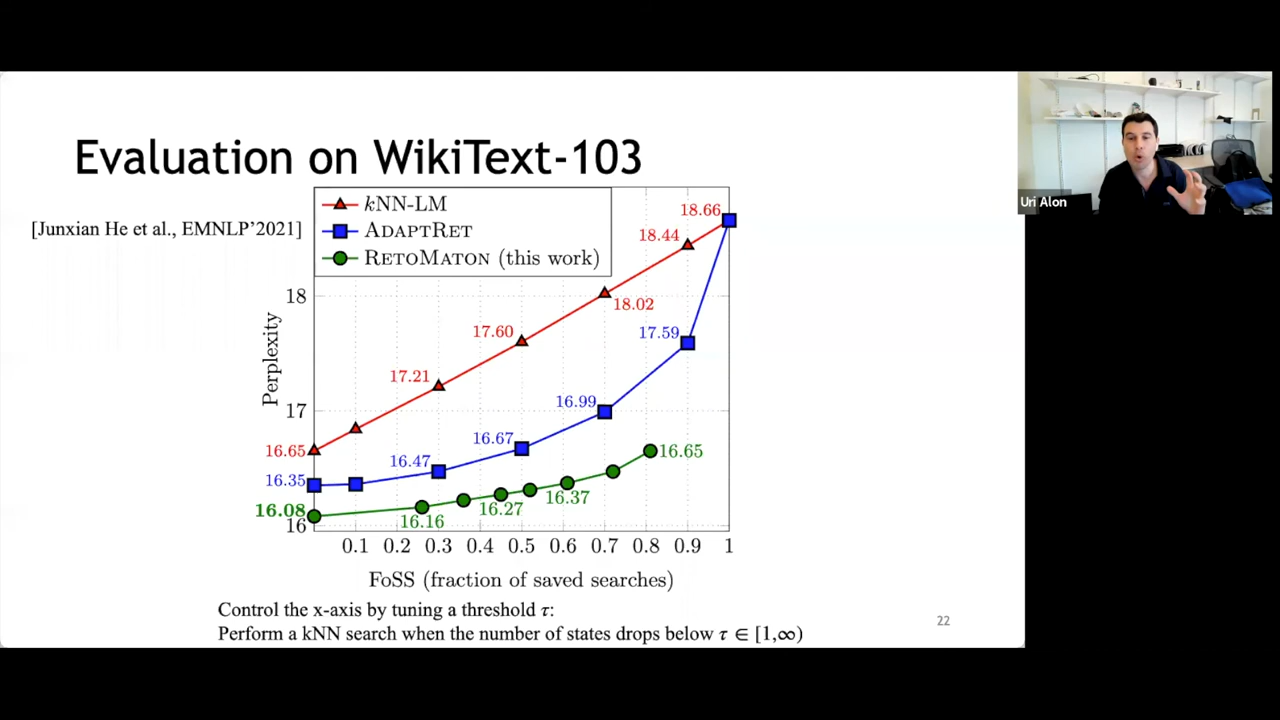 Evaluation on WikiText-103
[Junxian He et al., EMNLP’2021]
kNN-LM
ADAPTRET
RETOMATON (this work)
18.66
18.44
18.02
17.60
17.59
17.21
16.99
16.67
16.65
16.47
16.35
16.65
16.37
16.27
16.16
16.08
18
17
16
Perplexity
0.1 0.2 0.3 0.4 0.5 0.6 0.7 0.8 0.9 1
FoSS (fraction of saved searches)
Control the x-axis by tuning a threshold τ:
Perform a kNN search when the number of states drops below τ ∈ [1,∞)
22
Uri Alon